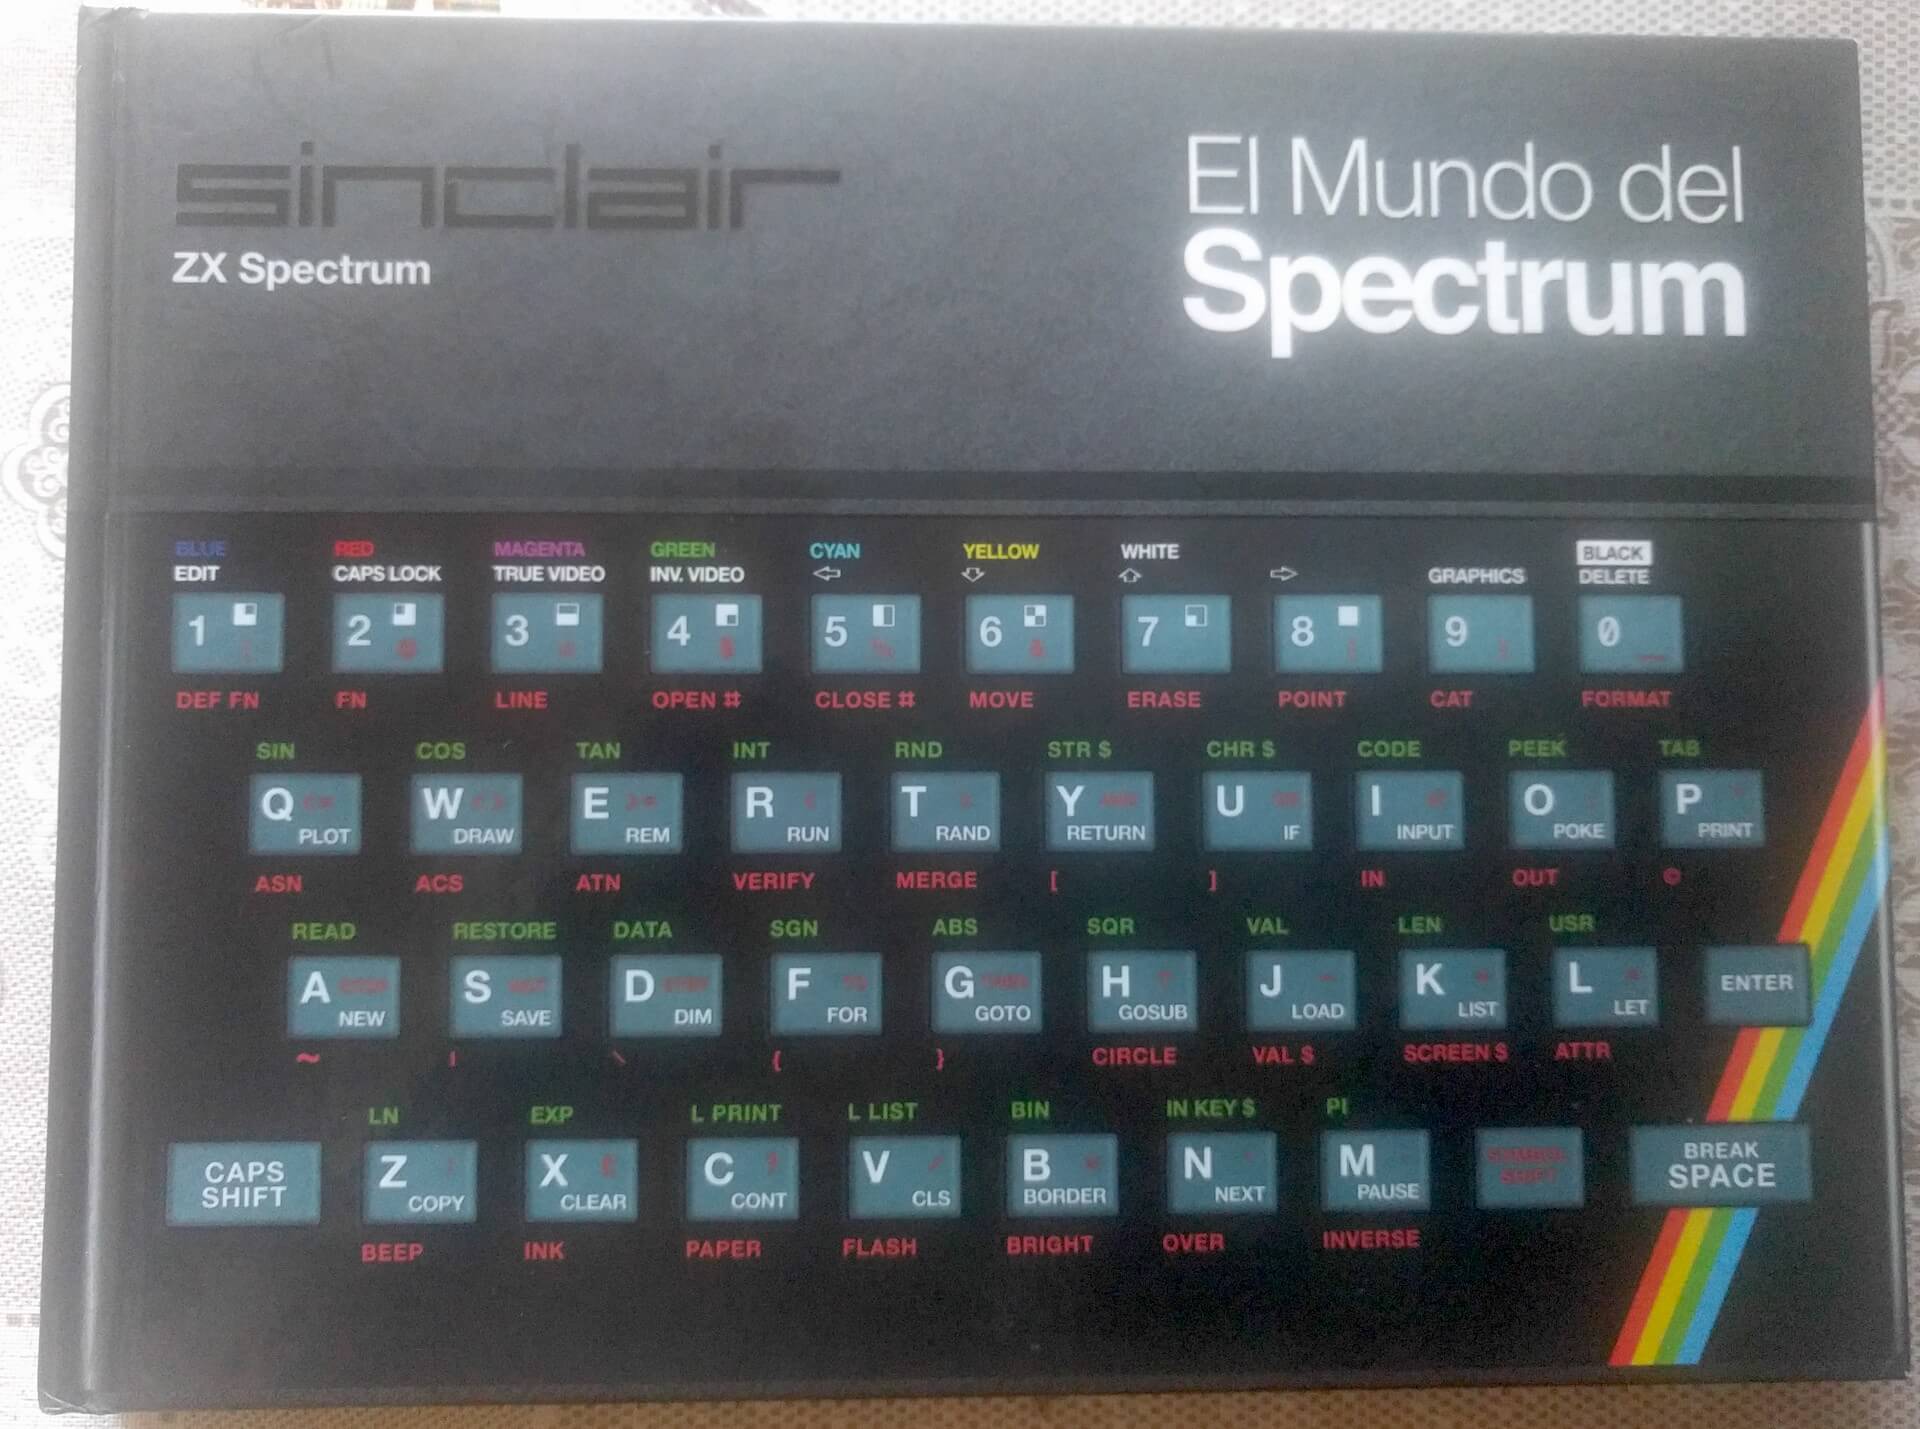 sinclair
ZX Spectrum
El Mundo del
Spectrum
BLUE RED MAGENTA GREEN CYAN YELLOW WHITE BLACK
EDIT CAPS LOCK TRUE VIDEO INV. VIDEO GRAPHICS DELETE
1 2 3 4 5 6 7 8 9 0
DEF FN FN LINE OPEN # CLOSE # MOVE ERASE POINT CAT FORMAT
SIN COS TAN INT RND STR $ CHR $ CODE PEEK TAB
Q W E R T Y U I O P
PLOT DRAW REM RUN RAND RETURN IF INPUT POKE PRINT
ASN ACS ATN VERIFY MERGE [ ] IN OUT ©
READ RESTORE DATA SGN ABS SQR VAL LEN USR
A S D F G H J K L ENTER
NEW SAVE DIM FOR GOTO GOSUB LOAD LIST LET
~ | \ { } CIRCLE VAL $ SCREEN $ ATTR
LN EXP L PRINT L LIST BIN IN KEY $ PI
CAPS Z X C V B N M SYMBOL BREAK
SHIFT COPY CLEAR CONT CLS BORDER NEXT PAUSE SHIFT SPACE
BEEP INK PAPER FLASH BRIGHT OVER INVERSE